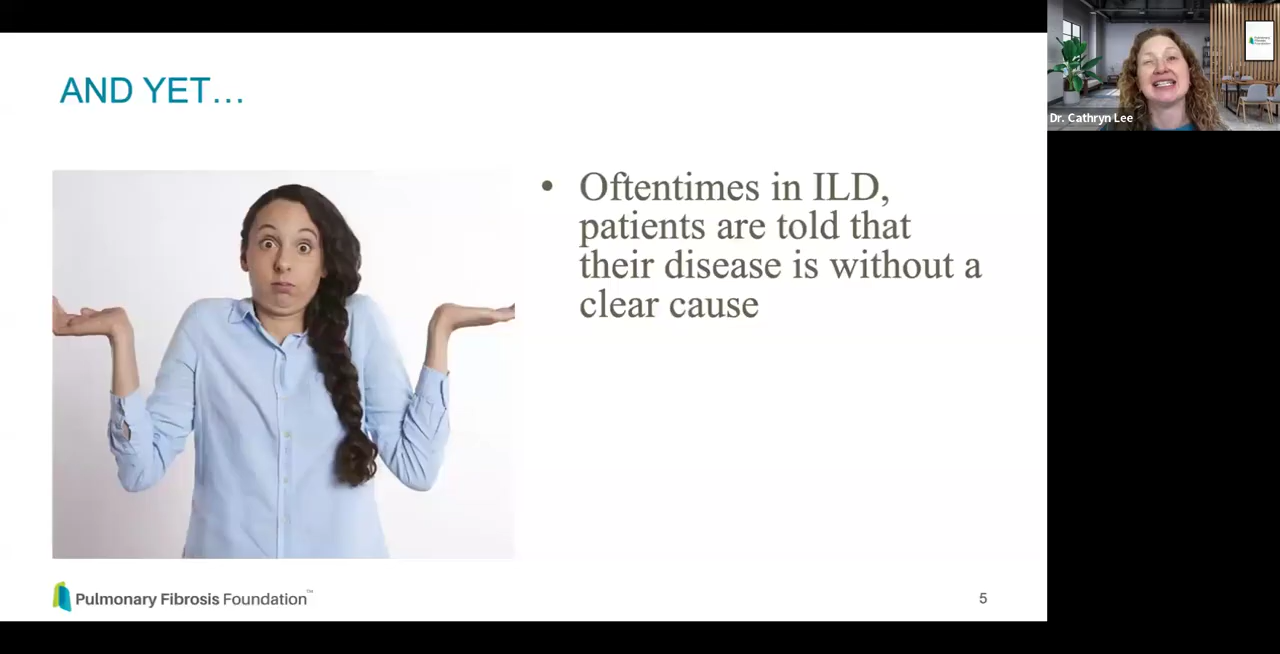 AND YET...
• Oftentimes in ILD,
patients are told that
their disease is without a
clear cause
Pulmonary Fibrosis Foundation™
5
Dr. Cathryn Lee